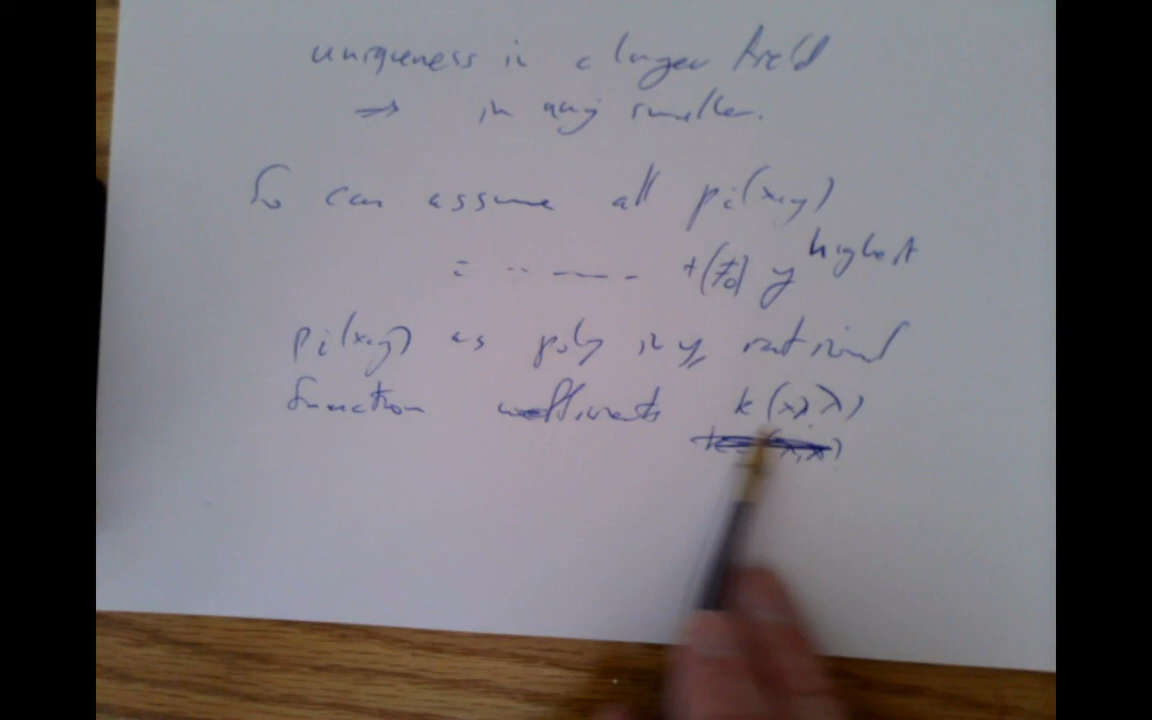 uniqueness in a larger field
⇒ in any smaller.
So can assume all pi(x,y)
= ·· ——— - +(≠0) y^highest
pi(x,y) as poly in y, rational
function coefficients k(x,λ)